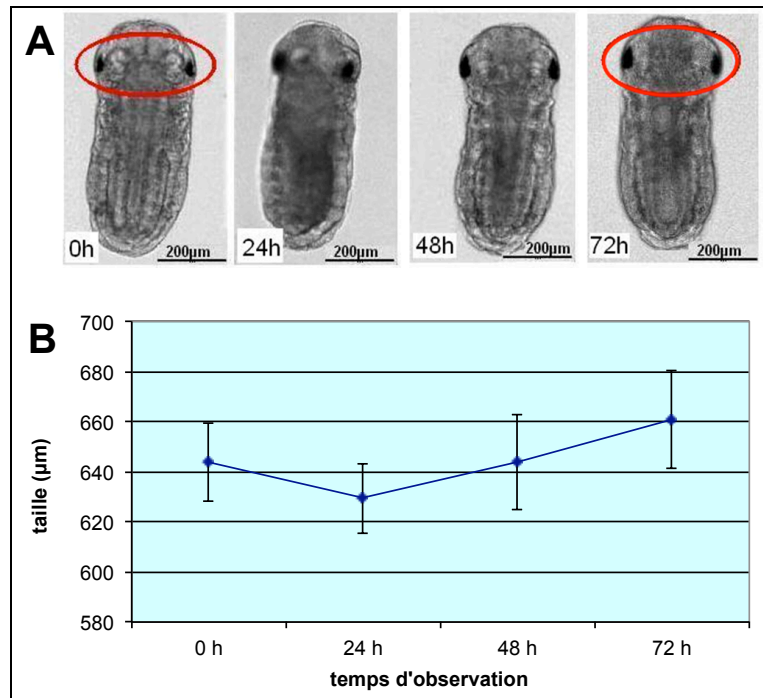 A
0h
200µm
24h
200µm
48h
200µm
72h
200µm
B
700
680
660
640
620
600
580
taille (µm)
0 h
24 h
48 h
72 h
temps d'observation